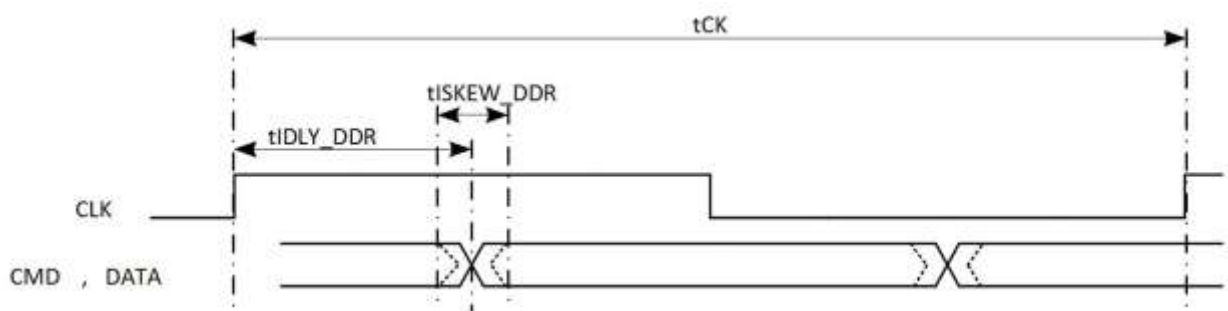 tCK
tISKEW_DDR
tIDLY_DDR
CLK
CMD , DATA